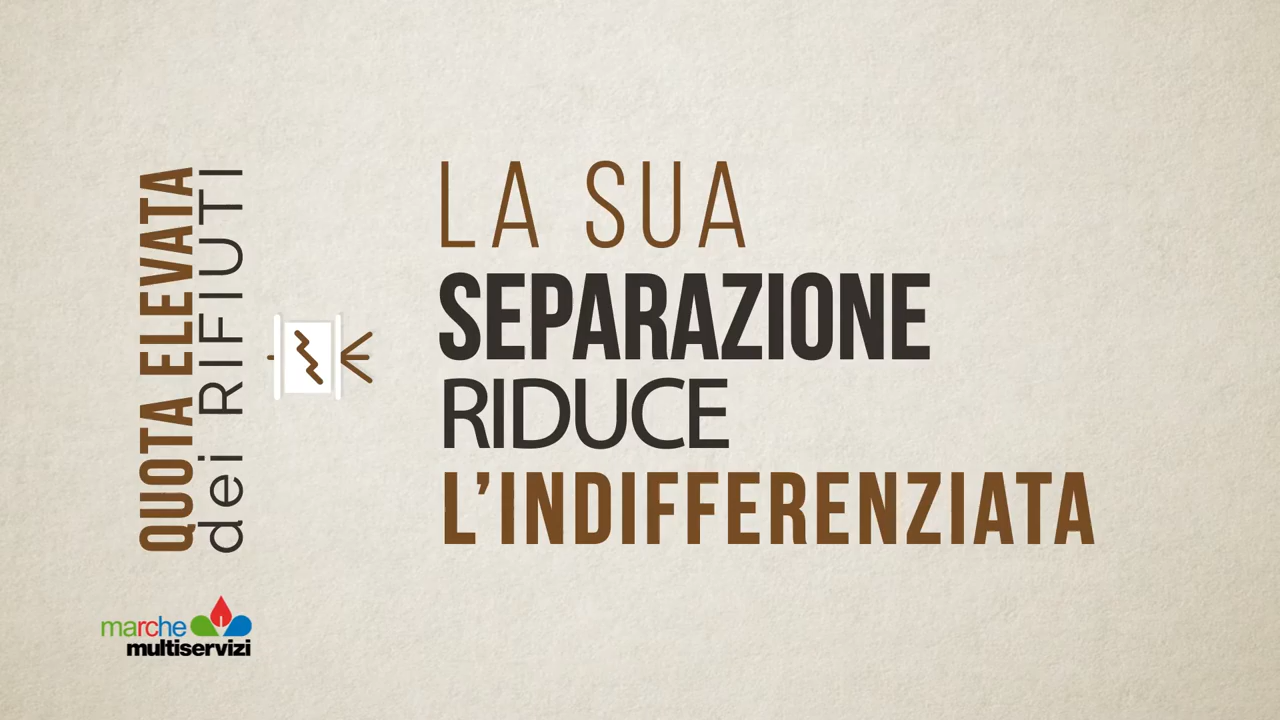 QUOTA ELEVATA
dei RIFIUTI
LA SUA
SEPARAZIONE
RIDUCE
L’INDIFFERENZIATA
marche
multiservizi